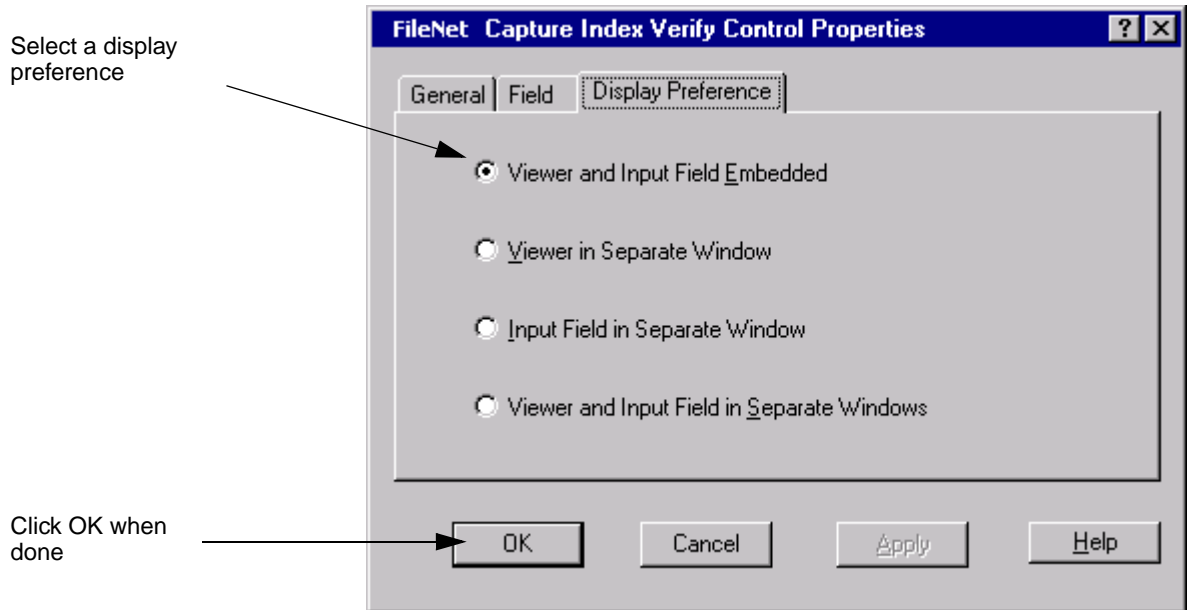 FileNet Capture Index Verify Control Properties
Select a display
preference
General Field Display Preference
Viewer and Input Field Embedded
Viewer in Separate Window
Input Field in Separate Window
Viewer and Input Field in Separate Windows
Click OK when
done
OK Cancel Apply Help